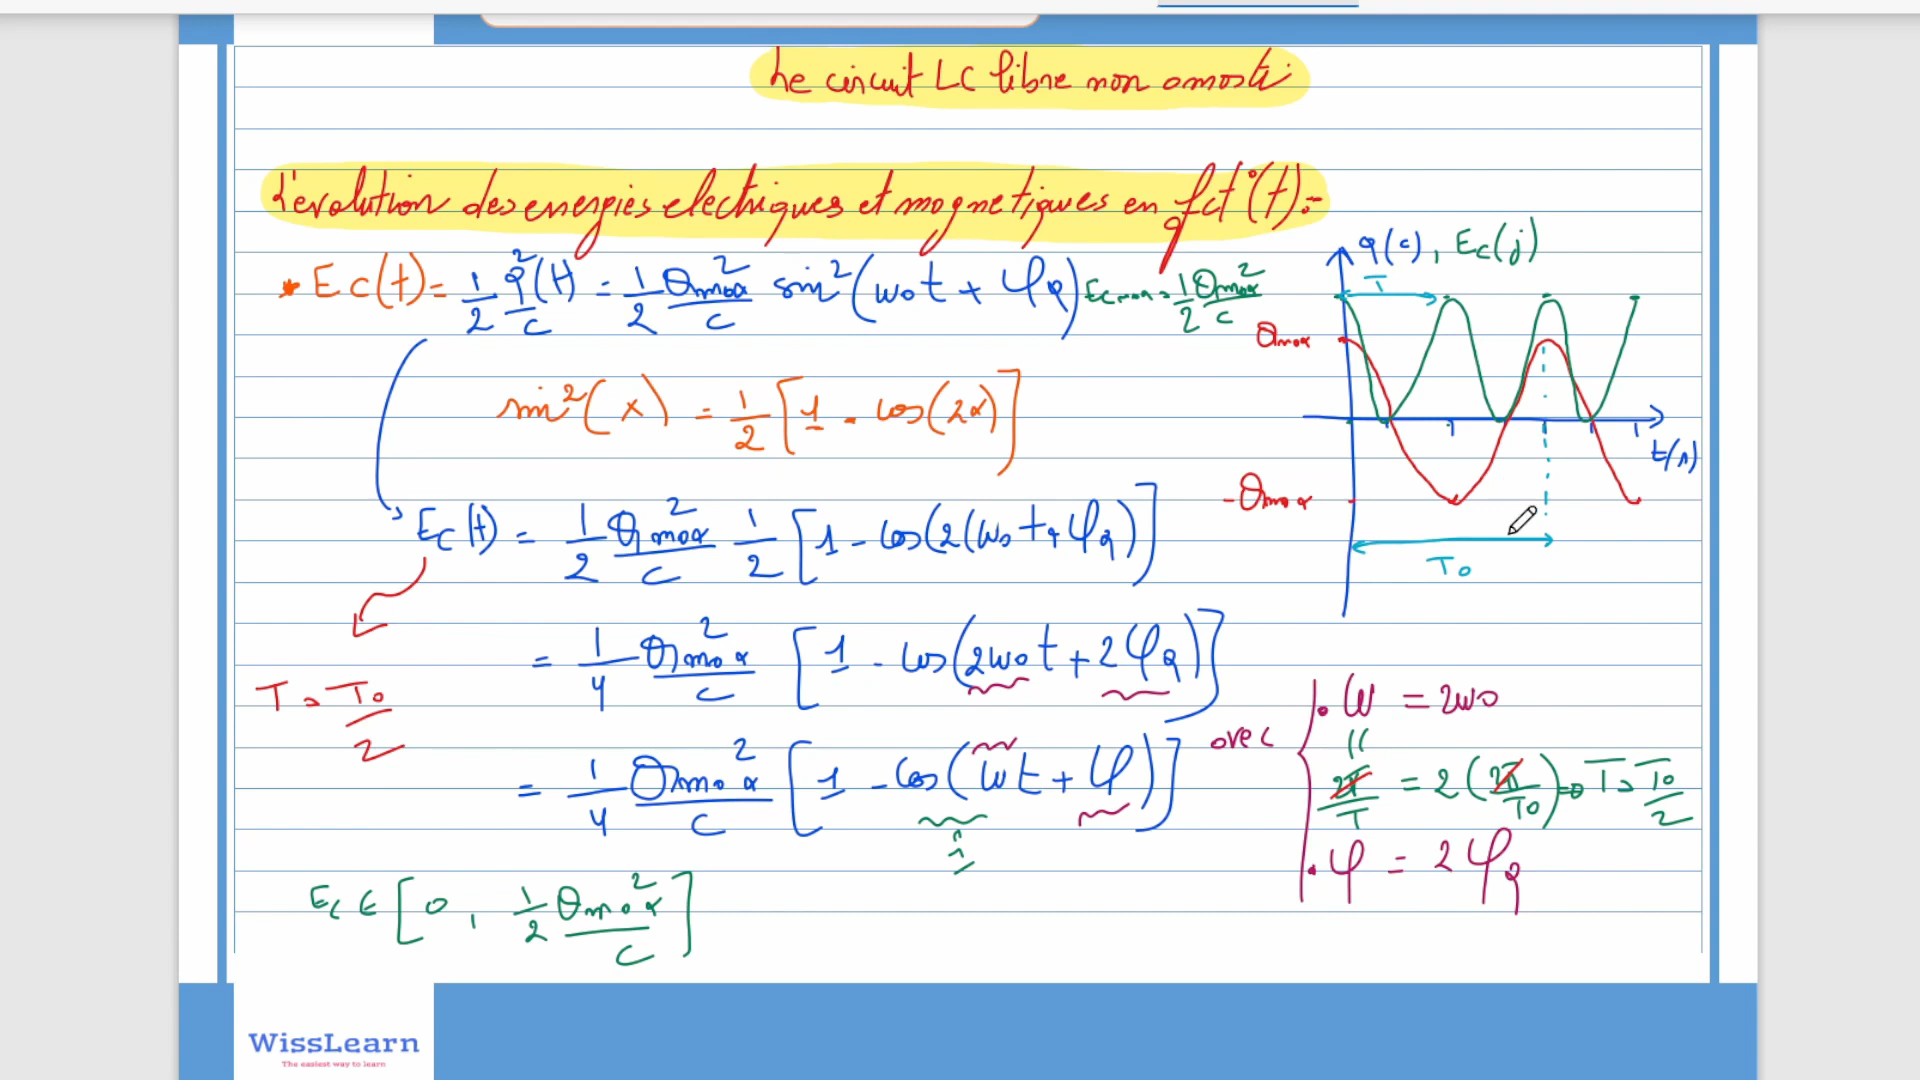 Le circuit LC libre non amorti
L'evolution des energies electriques et magnetiques en fct° (t) :-
* Ec(t) = 1/2 q²(t)/C = 1/2 Qmax²/C sin²(ω0t + φq) Ecmax = 1/2 Qmax²/C
q(c), Ec(j)
T
Qmax
sin²(x) = 1/2 [1 - cos(2x)]
t(s)
-Qmax
Ec(t) = 1/2 Qmax²/C 1/2 [1 - cos(2(ω0t + φq)]
T0
= 1/4 Qmax²/C [1 - cos(2ω0t + 2φq)]
T = T0/2
= 1/4 Qmax²/C [1 - cos(ωt + φ)] avec
. ω = 2ω0
=
2π/T = 2(2π/T0) ⇒ T = T0/2
. φ = 2φq
Ec ∈ [0, 1/2 Qmax²/C]
WissLearn
The easiest way to learn